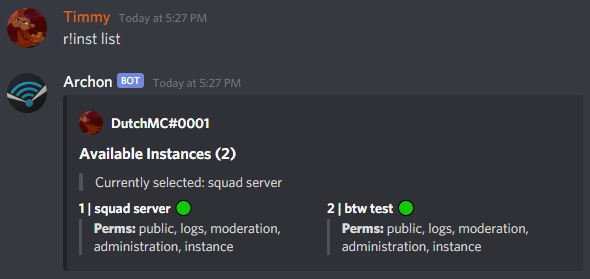 Timmy Today at 5:27 PM
r!inst list
Archon BOT Today at 5:27 PM
DutchMC#0001
Available Instances (2)
Currently selected: squad server
1 | squad server
Perms: public, logs, moderation,
administration, instance
2 | btw test
Perms: public, logs, moderation,
administration, instance